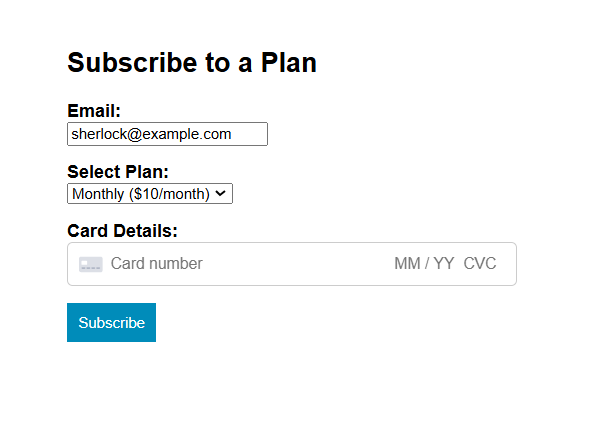 Subscribe to a Plan
Email:
sherlock@example.com
Select Plan:
Monthly ($10/month)
Card Details:
Card number MM / YY CVC
Subscribe